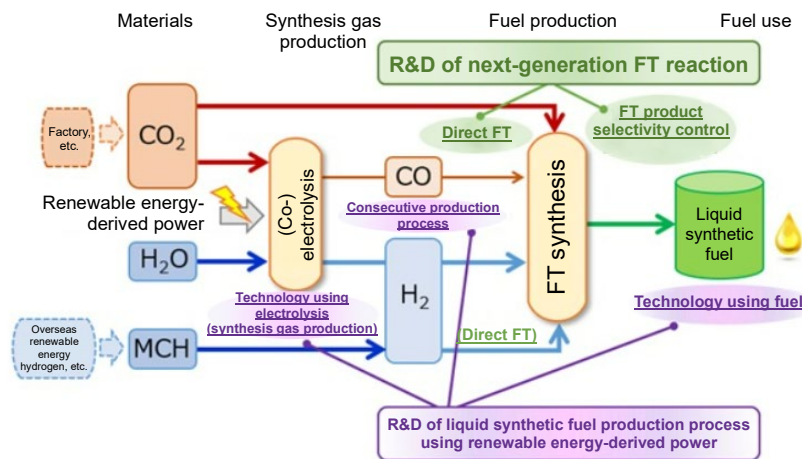 Materials
Synthesis gas
production
Fuel production
Fuel use
R&D of next-generation FT reaction
Direct FT
FT product
selectivity control
Factory,
etc.
CO₂
Renewable energy-
derived power
(Co-)
electrolysis
CO
Consecutive production
process
FT synthesis
Liquid
synthetic
fuel
H₂O
H₂
Technology using
electrolysis
(synthesis gas production)
Technology using fuel
Overseas
renewable
energy
hydrogen, etc.
MCH
(Direct FT)
R&D of liquid synthetic fuel production process
using renewable energy-derived power